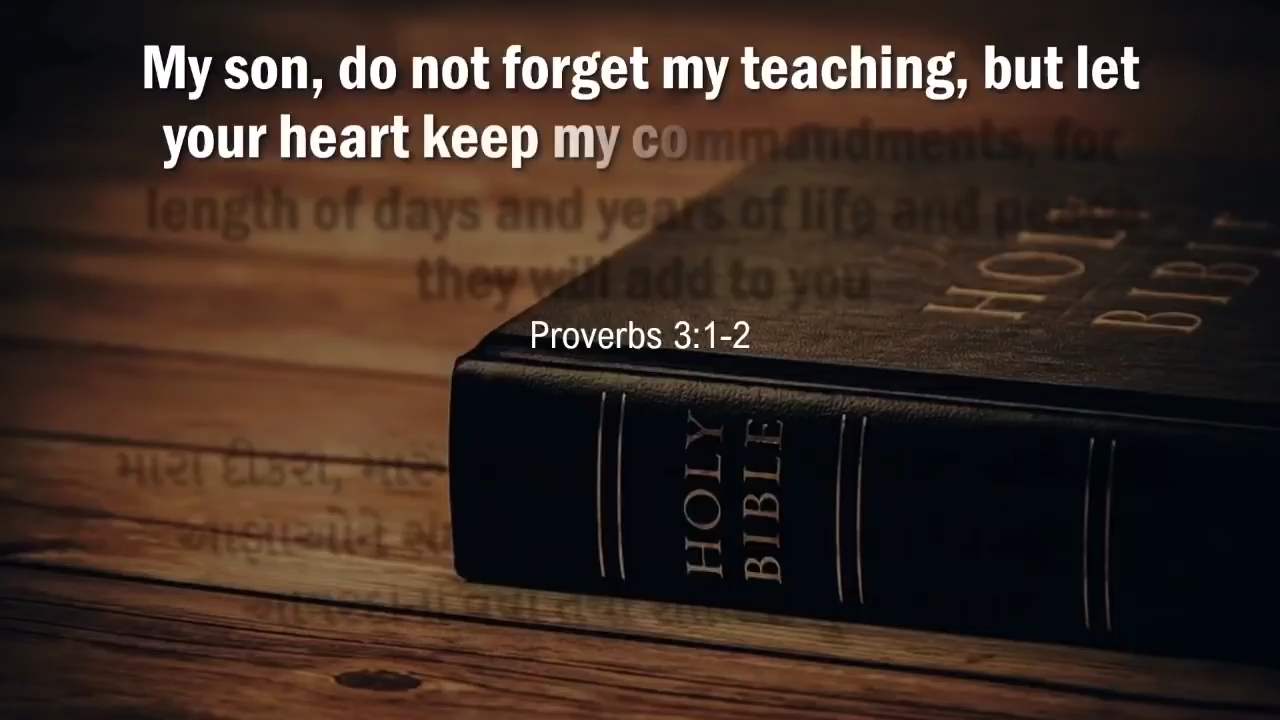 My son, do not forget my teaching, but let
your heart keep my commandments, for
length of days and years of life and peace
they will add to you
Proverbs 3:1-2
HOLY
BIBLE
HOLY
BIBLE
મારા દીકરા,